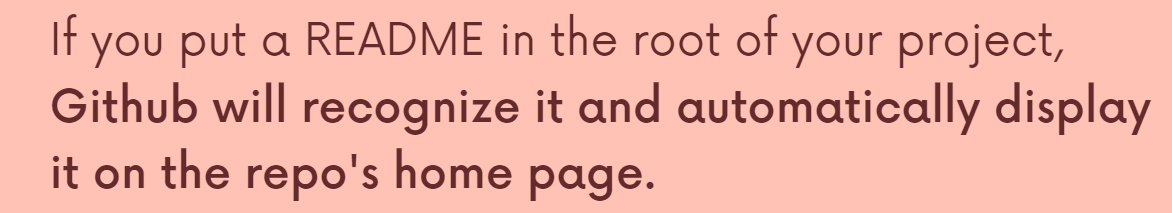 If you put a README in the root of your project,
Github will recognize it and automatically display
it on the repo's home page.